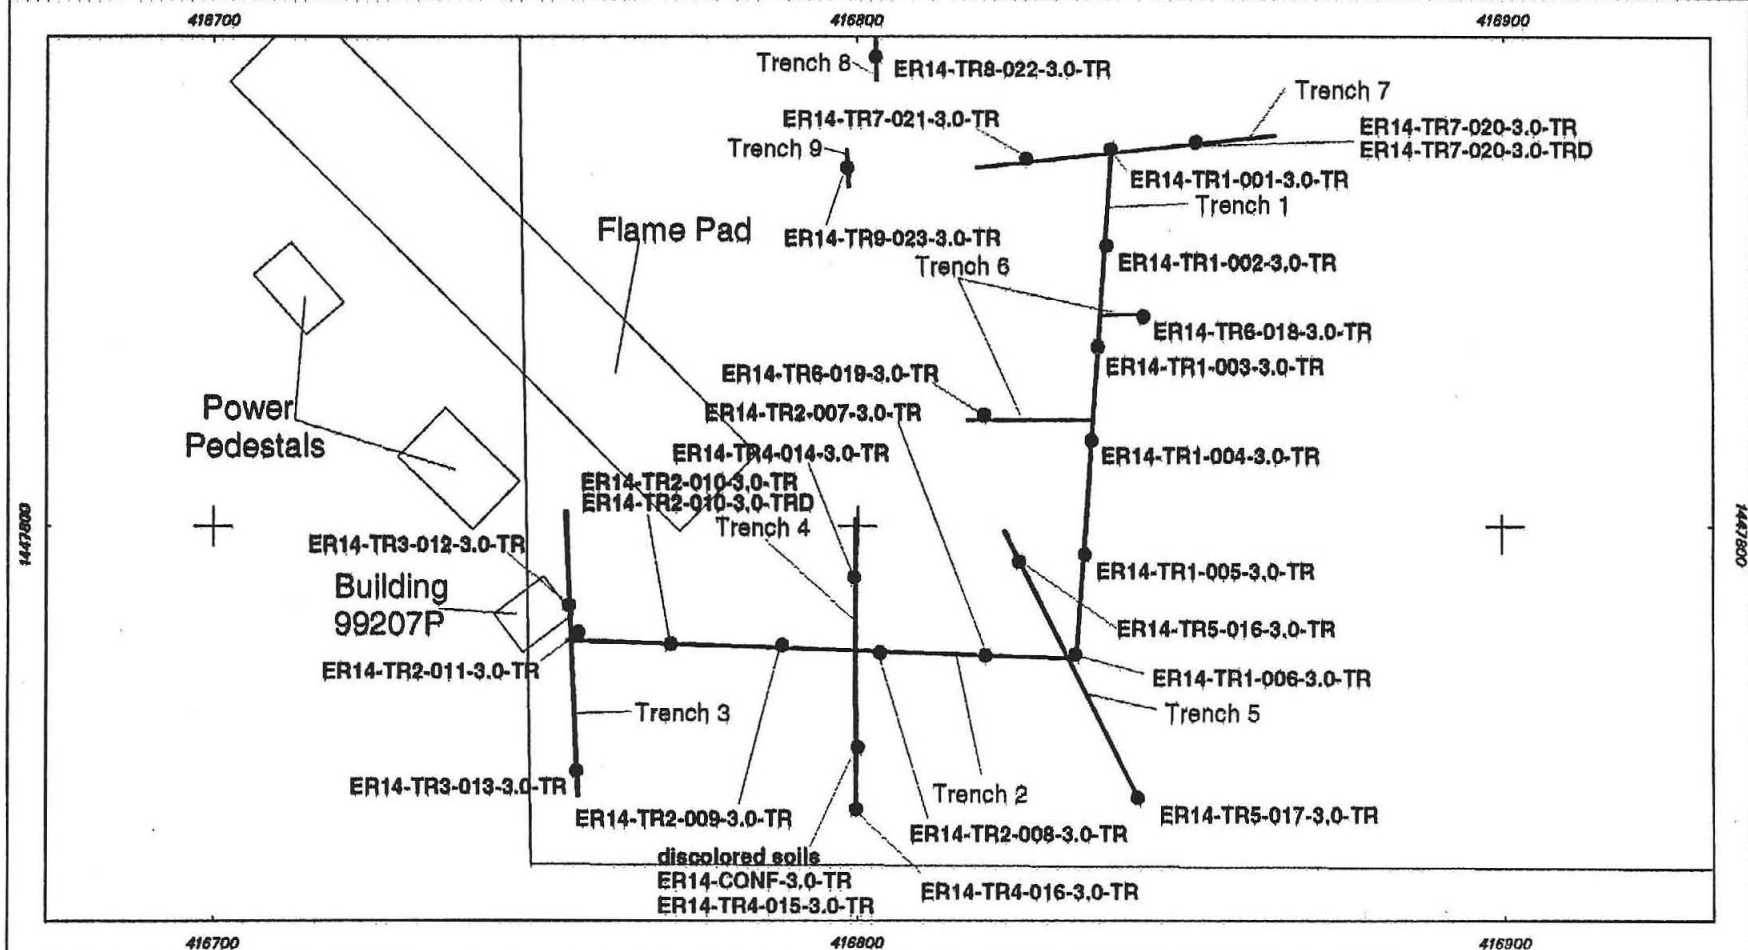 416700
416800
416900
Trench 8
ER14-TR8-022-3.0-TR
Trench 7
ER14-TR7-021-3.0-TR
ER14-TR7-020-3.0-TR
ER14-TR7-020-3.0-TRD
Trench 9
ER14-TR1-001-3.0-TR
Trench 1
Flame Pad
ER14-TR9-023-3.0-TR
Trench 6
ER14-TR1-002-3.0-TR
ER14-TR6-018-3.0-TR
ER14-TR1-003-3.0-TR
ER14-TR6-019-3.0-TR
Power
Pedestals
ER14-TR2-007-3.0-TR
ER14-TR4-014-3.0-TR
ER14-TR1-004-3.0-TR
ER14-TR2-010-3.0-TR
ER14-TR2-010-3.0-TRD
Trench 4
1447800
1447800
ER14-TR3-012-3.0-TR
Building
99207P
ER14-TR1-005-3.0-TR
ER14-TR5-016-3.0-TR
ER14-TR2-011-3.0-TR
ER14-TR1-006-3.0-TR
Trench 3
Trench 5
ER14-TR3-013-3.0-TR
Trench 2
ER14-TR2-009-3.0-TR
ER14-TR2-008-3.0-TR
ER14-TR5-017-3.0-TR
discolored soils
ER14-CONF-3.0-TR
ER14-TR4-015-3.0-TR
ER14-TR4-016-3.0-TR
416700
416800
416900